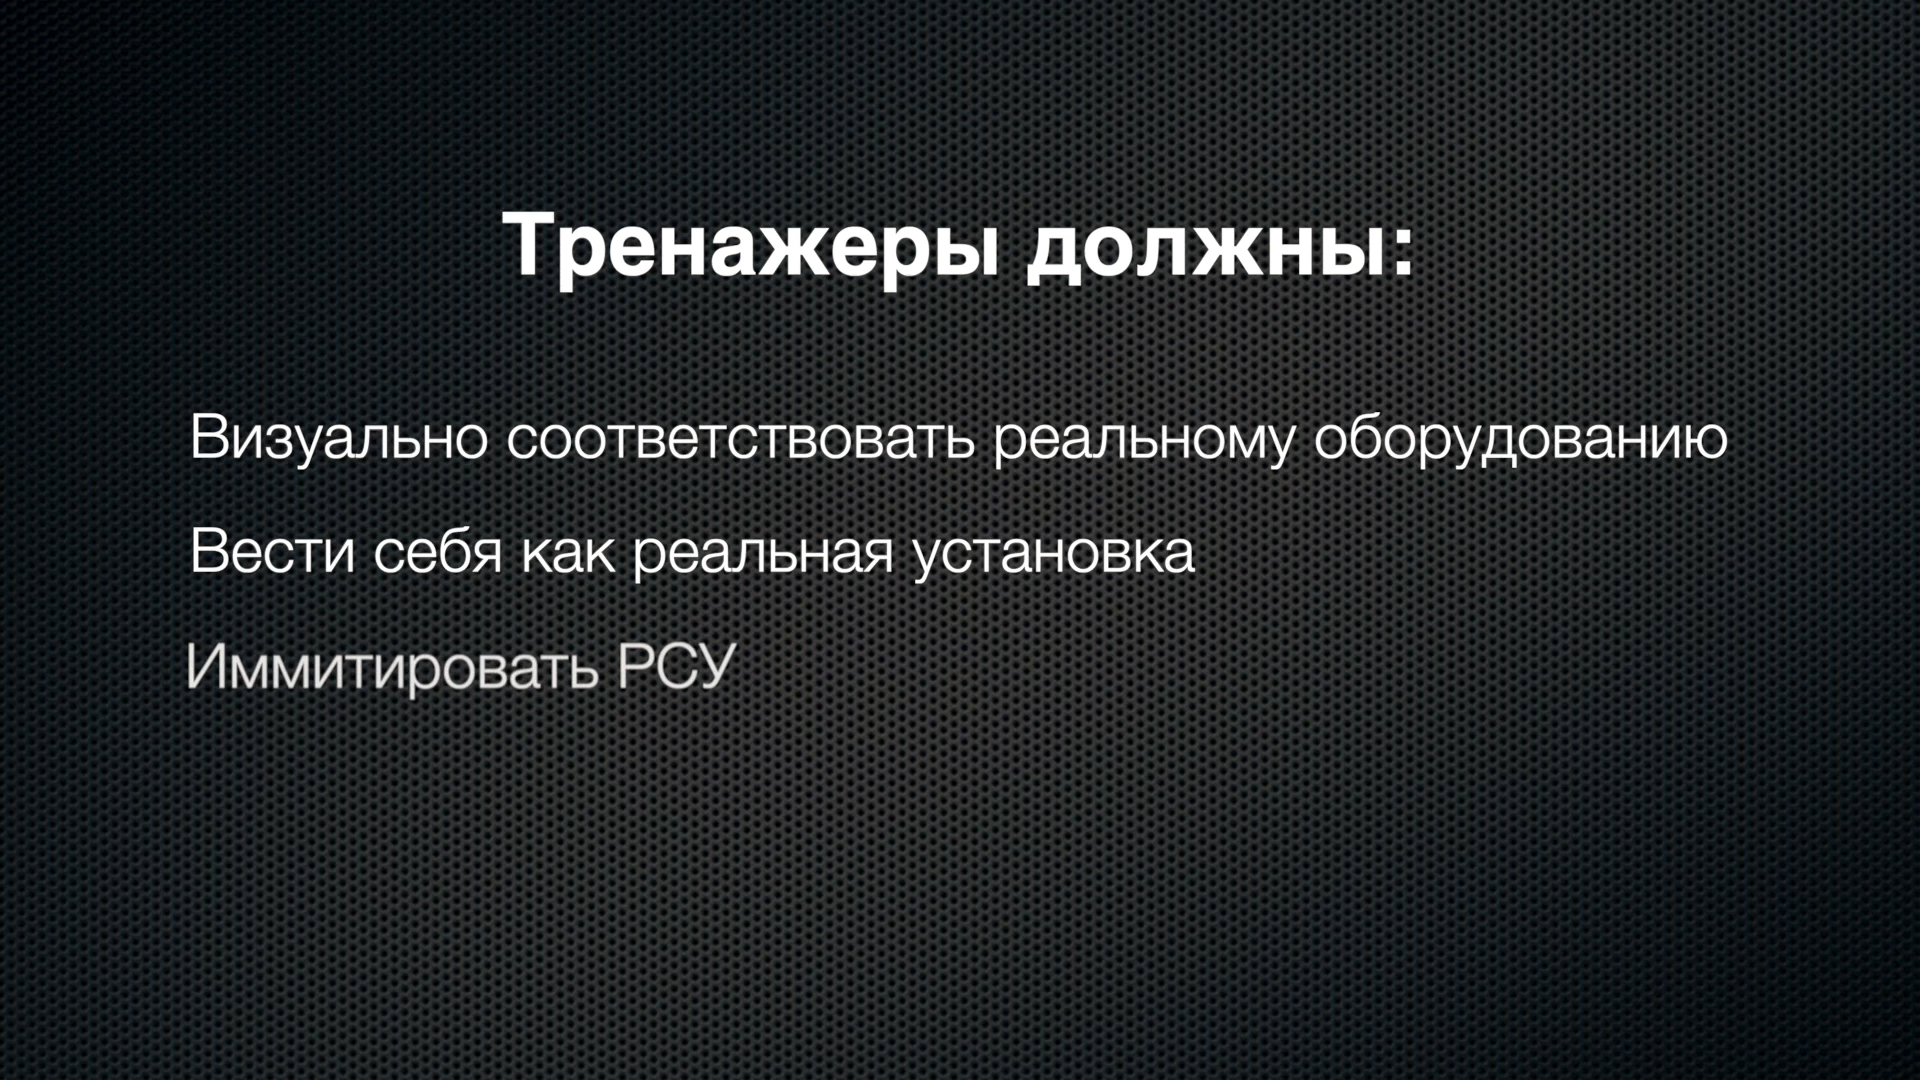 Тренажеры должны:
Визуально соответствовать реальному оборудованию
Вести себя как реальная установка
Иммитировать РСУ